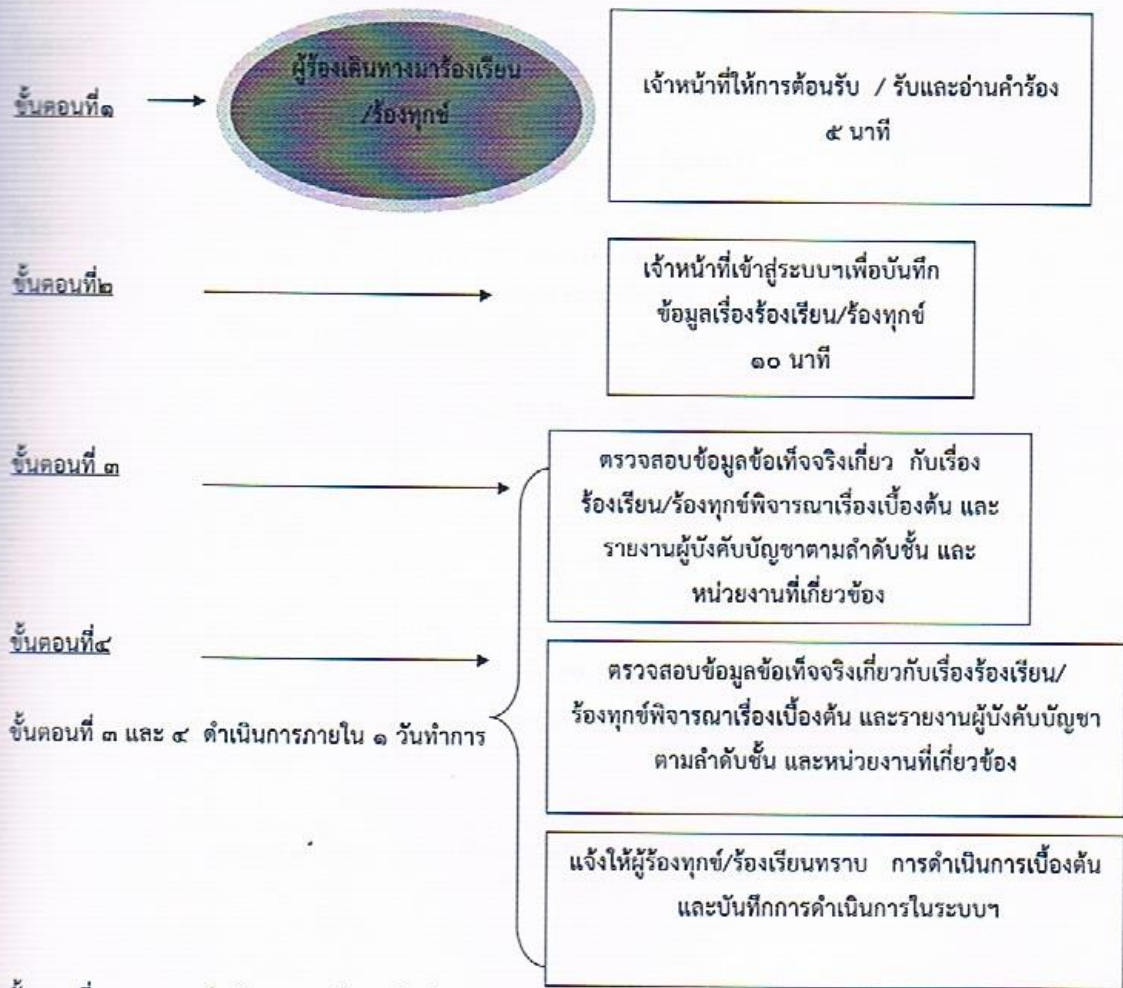 ขั้นตอนที่๑
ผู้ร้องเดินทางมาร้องเรียน
/ร้องทุกข์
เจ้าหน้าที่ให้การต้อนรับ / รับและอ่านคำร้อง
๕ นาที
ขั้นตอนที่๒
เจ้าหน้าที่เข้าสู่ระบบฯเพื่อบันทึก
ข้อมูลเรื่องร้องเรียน/ร้องทุกข์
๑๐ นาที
ขั้นตอนที่ ๓
ตรวจสอบข้อมูลข้อเท็จจริงเกี่ยว กับเรื่อง
ร้องเรียน/ร้องทุกข์พิจารณาเรื่องเบื้องต้น และ
รายงานผู้บังคับบัญชาตามลำดับชั้น และ
หน่วยงานที่เกี่ยวข้อง
ขั้นตอนที่๔
ขั้นตอนที่ ๓ และ ๔ ดำเนินการภายใน ๑ วันทำการ
ตรวจสอบข้อมูลข้อเท็จจริงเกี่ยวกับเรื่องร้องเรียน/
ร้องทุกข์พิจารณาเรื่องเบื้องต้น และรายงานผู้บังคับบัญชา
ตามลำดับชั้น และหน่วยงานที่เกี่ยวข้อง
แจ้งให้ผู้ร้องทุกข์/ร้องเรียนทราบ การดำเนินการเบื้องต้น
และบันทึกการดำเนินการในระบบฯ